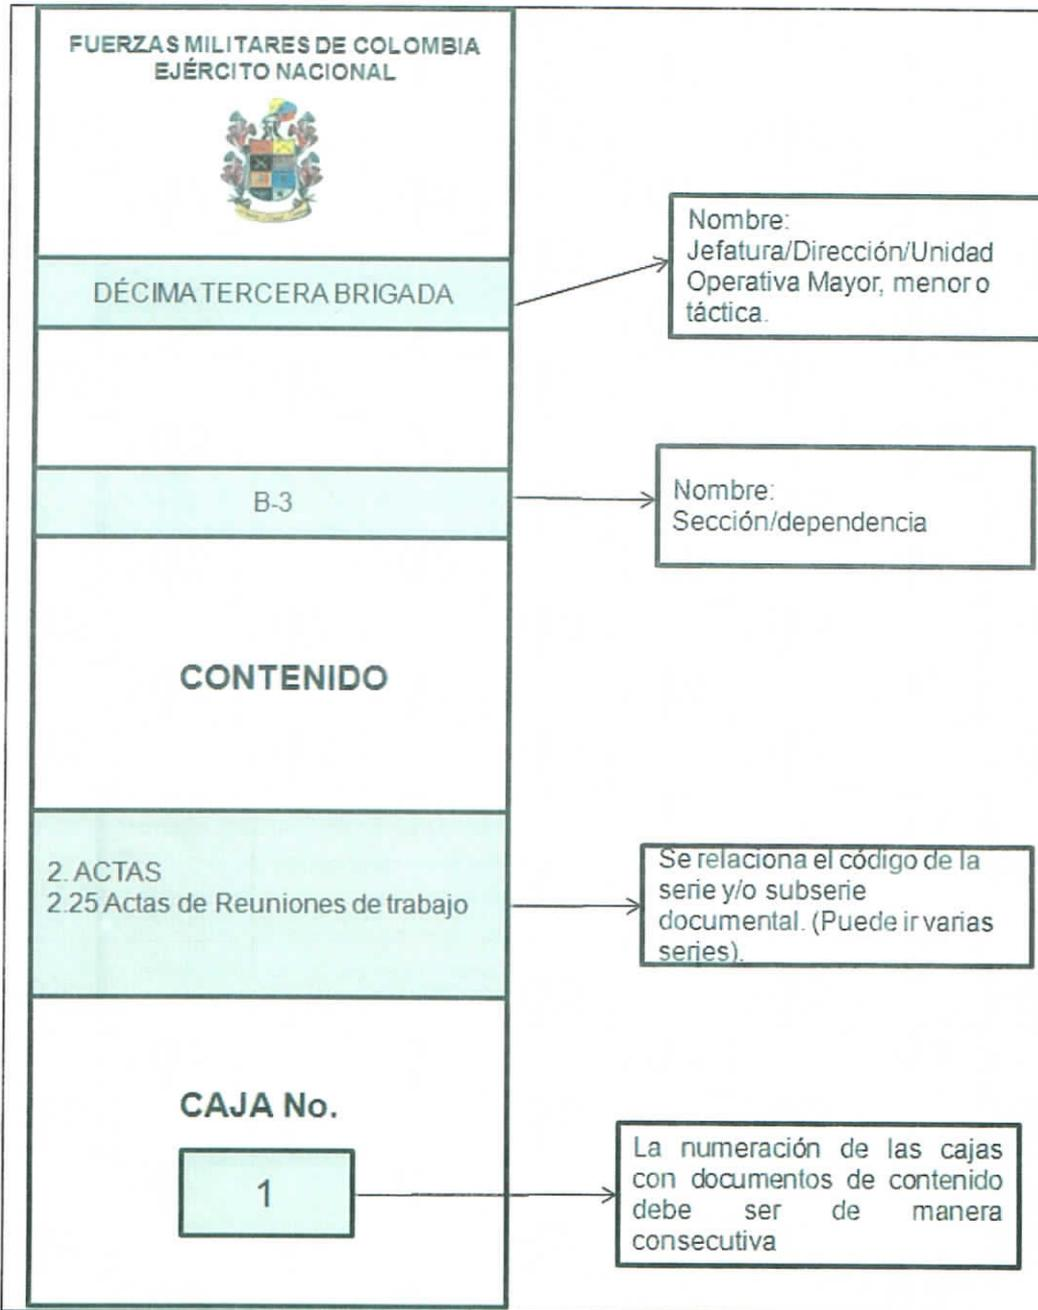 FUERZAS MILITARES DE COLOMBIA
EJÉRCITO NACIONAL
DÉCIMA TERCERA BRIGADA
Nombre:
Jefatura/Dirección/Unidad
Operativa Mayor, menor o
táctica.
B-3
Nombre:
Sección/dependencia
CONTENIDO
2. ACTAS
2.25 Actas de Reuniones de trabajo
Se relaciona el código de la
serie y/o subserie
documental. (Puede ir varias
series).
CAJA No.
1
La numeración de las cajas
con documentos de contenido
debe ser de manera
consecutiva